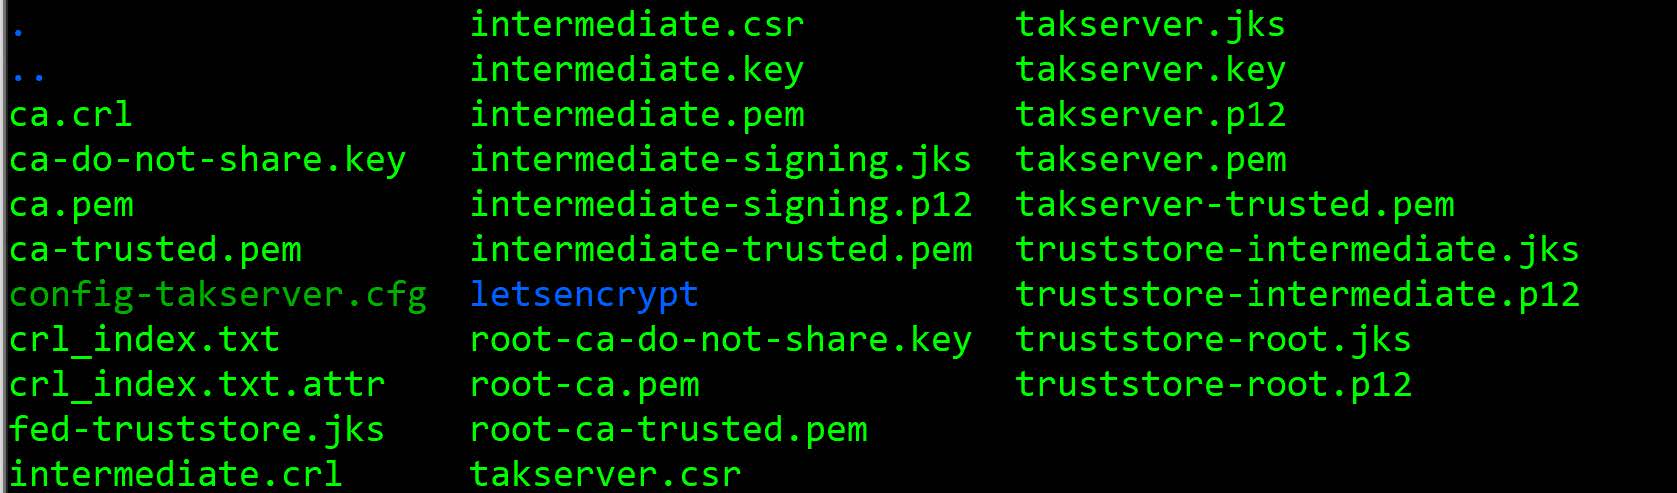 . intermediate.csr takserver.jks
.. intermediate.key takserver.key
ca.crl intermediate.pem takserver.p12
ca-do-not-share.key intermediate-signing.jks takserver.pem
ca.pem intermediate-signing.p12 takserver-trusted.pem
ca-trusted.pem intermediate-trusted.pem truststore-intermediate.jks
config-takserver.cfg letsencrypt truststore-intermediate.p12
crl_index.txt root-ca-do-not-share.key truststore-root.jks
crl_index.txt.attr root-ca.pem truststore-root.p12
fed-truststore.jks root-ca-trusted.pem
intermediate.crl takserver.csr